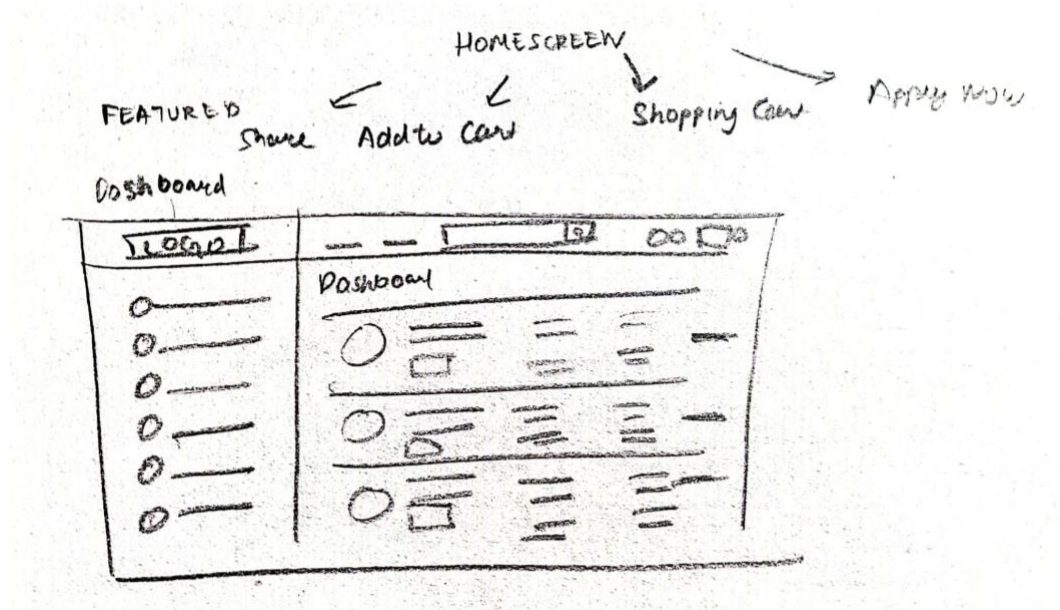 HOMESCREEN
FEATURED
Share Add to Cart
Shopping Cart
Apply Now
Dashboard
LOGO
Dashboard